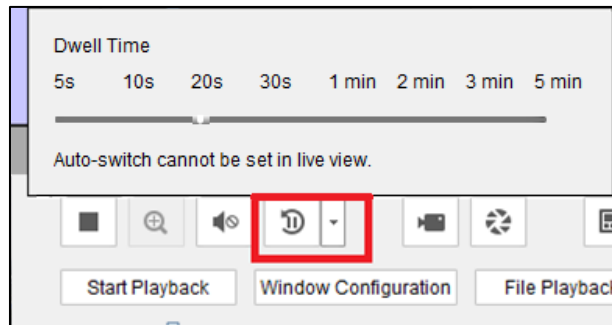 Dwell Time
5s 10s 20s 30s 1 min 2 min 3 min 5 min
Auto-switch cannot be set in live view.
Start Playback Window Configuration File Playbac